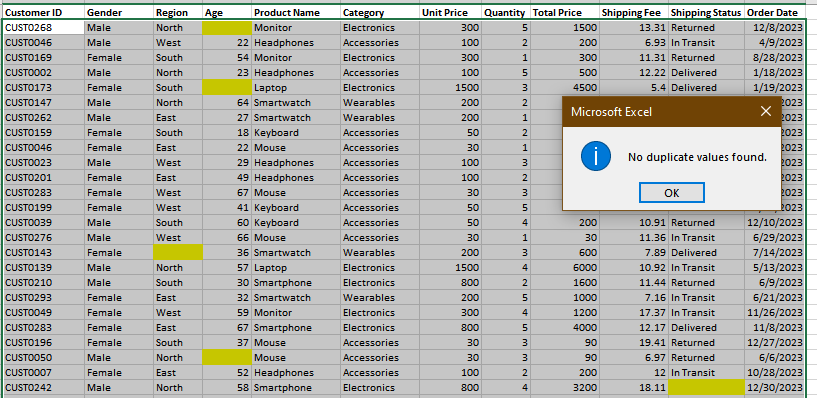 Customer ID Gender Region Age Product Name Category Unit Price Quantity Total Price Shipping Fee Shipping Status Order Date
CUST0268 Male North Monitor Electronics 300 5 1500 13.31 Returned 12/8/2023
CUST0046 Male West 22 Headphones Accessories 100 2 200 6.93 In Transit 4/9/2023
CUST0169 Female South 54 Monitor Electronics 300 1 300 11.31 Returned 8/28/2023
CUST0002 Male North 23 Headphones Accessories 100 5 500 12.22 Delivered 1/18/2023
CUST0173 Female South Laptop Electronics 1500 3 4500 5.4 Delivered 1/19/2023
CUST0147 Male North 64 Smartwatch Wearables 200 2
CUST0262 Male East 27 Smartwatch Wearables 200 1
CUST0159 Female South 18 Keyboard Accessories 50 2
CUST0046 Female East 22 Mouse Accessories 30 1
CUST0023 Male West 29 Headphones Accessories 100 3
CUST0201 Female East 49 Headphones Accessories 100 2
CUST0283 Female West 67 Mouse Accessories 30 3
CUST0199 Female West 41 Keyboard Accessories 50 5
CUST0039 Male South 60 Keyboard Accessories 50 4 200 10.91 Returned 12/10/2023
CUST0276 Male West 66 Mouse Accessories 30 1 30 11.36 In Transit 6/29/2023
CUST0143 Female 36 Smartwatch Wearables 200 3 600 7.89 Delivered 7/14/2023
CUST0139 Male North 57 Laptop Electronics 1500 4 6000 10.92 In Transit 5/13/2023
CUST0210 Male South 30 Smartphone Electronics 800 2 1600 11.44 Returned 6/9/2023
CUST0293 Female East 32 Smartwatch Wearables 200 5 1000 7.16 In Transit 6/21/2023
CUST0049 Female West 59 Monitor Electronics 300 4 1200 17.37 In Transit 11/26/2023
CUST0283 Female East 67 Smartphone Electronics 800 5 4000 12.17 Delivered 11/8/2023
CUST0196 Female South 37 Mouse Accessories 30 3 90 19.41 Returned 12/27/2023
CUST0050 Male North Mouse Accessories 30 3 90 6.97 Returned 6/6/2023
CUST0007 Female East 52 Headphones Accessories 100 2 200 12 In Transit 10/28/2023
CUST0242 Male North 58 Smartphone Electronics 800 4 3200 18.11 12/30/2023
Microsoft Excel
No duplicate values found.
OK